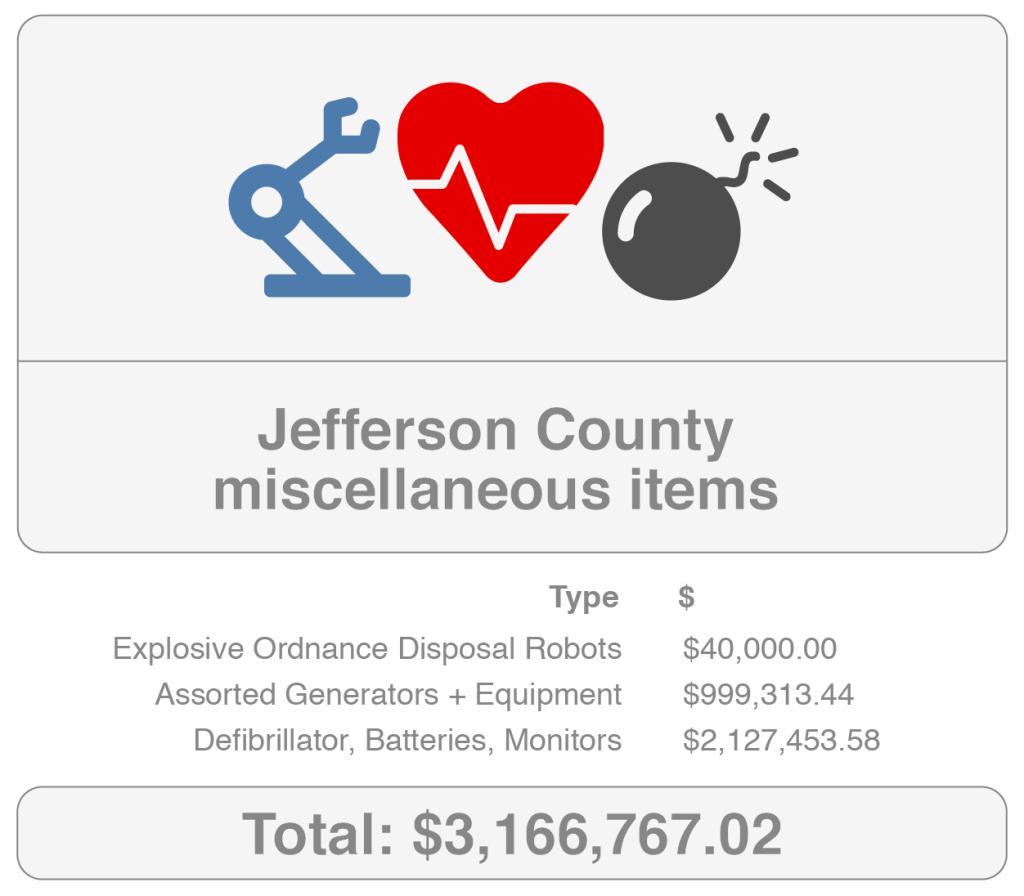 Jefferson County
miscellaneous items
Type $
Explosive Ordnance Disposal Robots $40,000.00
Assorted Generators + Equipment $999,313.44
Defibrillator, Batteries, Monitors $2,127,453.58
Total: $3,166,767.02